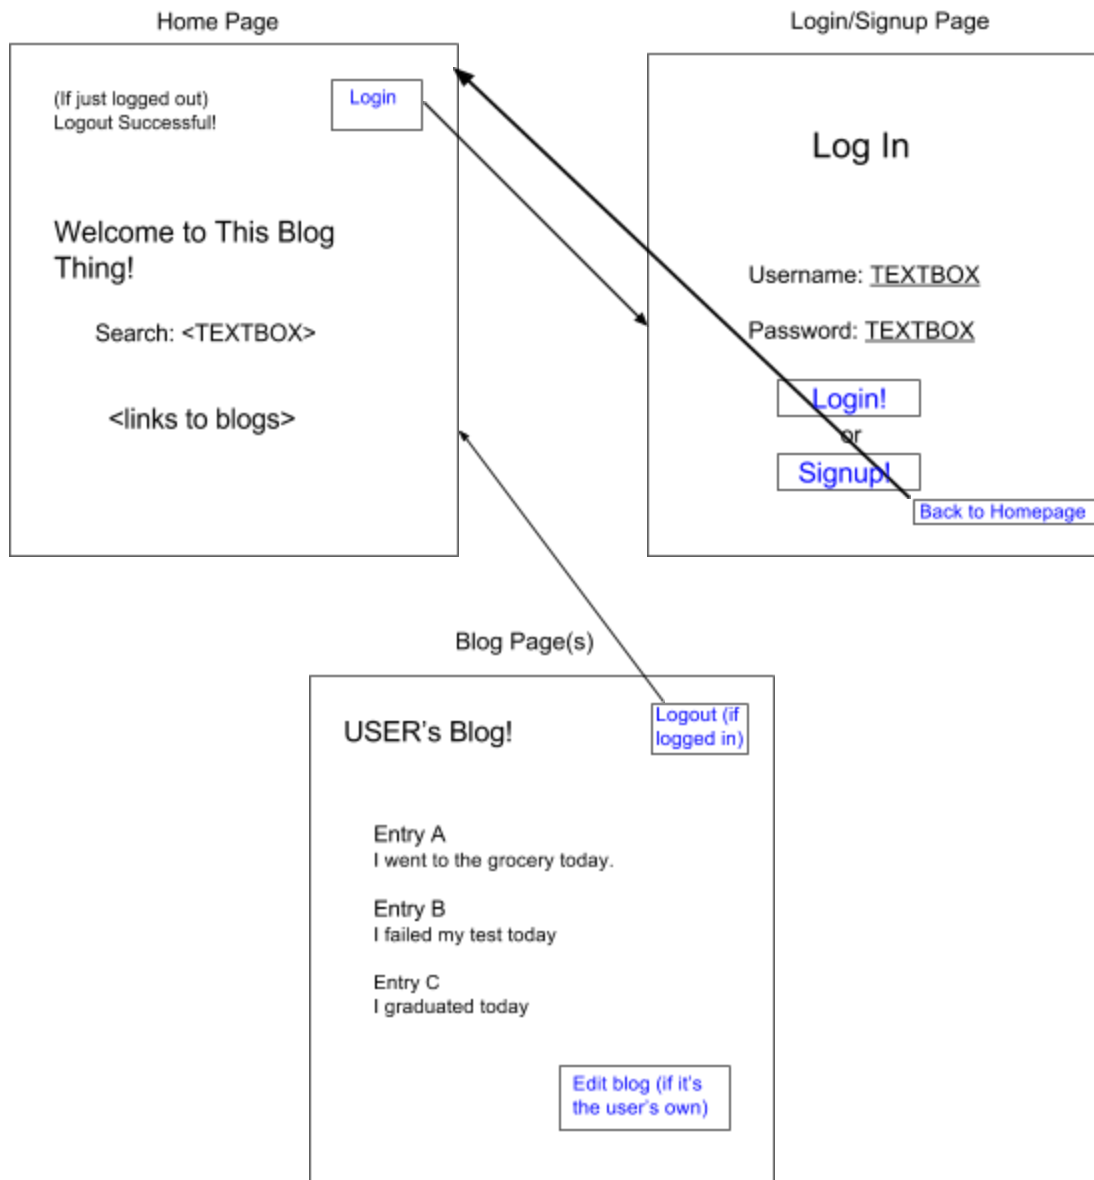 Home Page
(If just logged out)
Logout Successful!
Login
Welcome to This Blog
Thing!
Search: <TEXTBOX>
<links to blogs>
Login/Signup Page
Log In
Username: TEXTBOX
Password: TEXTBOX
Login!
or
Signup!
Back to Homepage
Blog Page(s)
USER's Blog!
Logout (if
logged in)
Entry A
I went to the grocery today.
Entry B
I failed my test today
Entry C
I graduated today
Edit blog (if it's
the user's own)